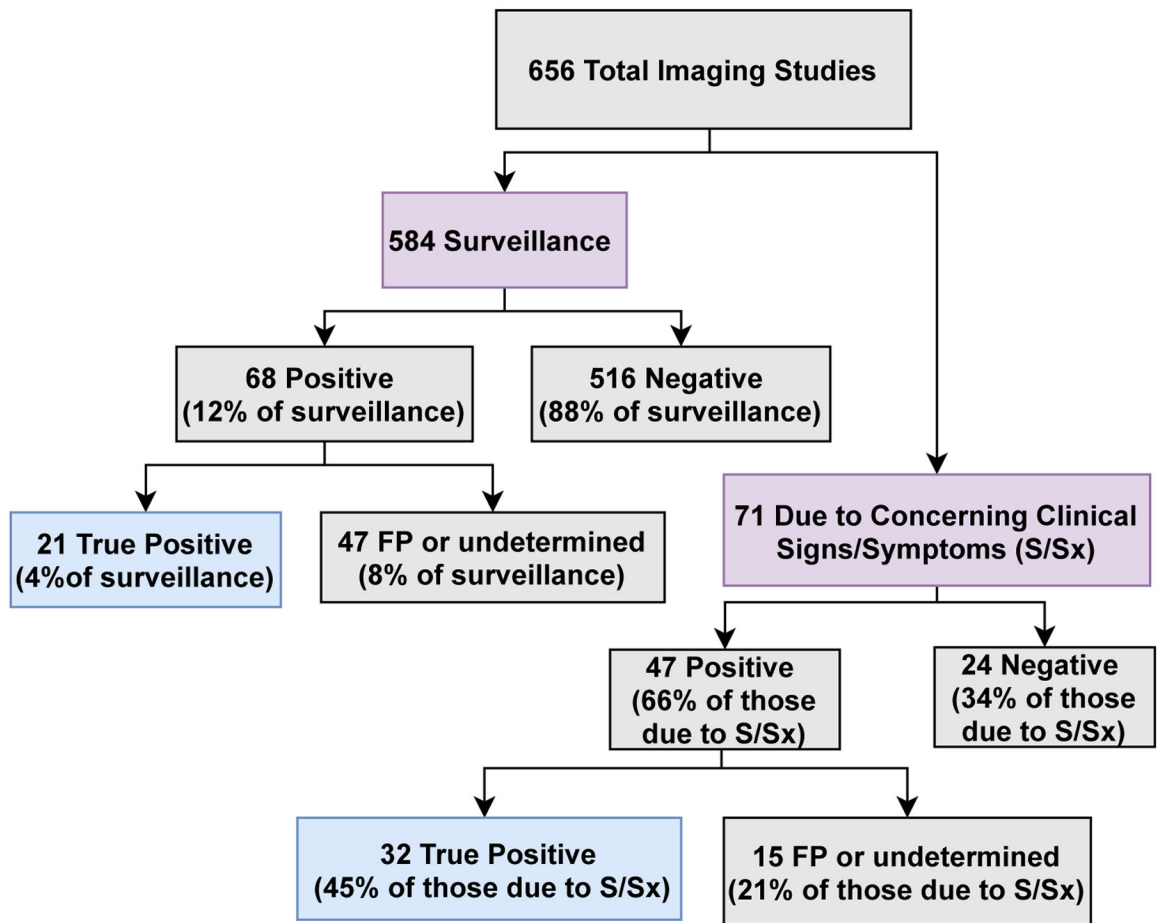 656 Total Imaging Studies
584 Surveillance
68 Positive
(12% of surveillance)
516 Negative
(88% of surveillance)
21 True Positive
(4%of surveillance)
47 FP or undetermined
(8% of surveillance)
71 Due to Concerning Clinical
Signs/Symptoms (S/Sx)
47 Positive
(66% of those
due to S/Sx)
24 Negative
(34% of those
due to S/Sx)
32 True Positive
(45% of those due to S/Sx)
15 FP or undetermined
(21% of those due to S/Sx)